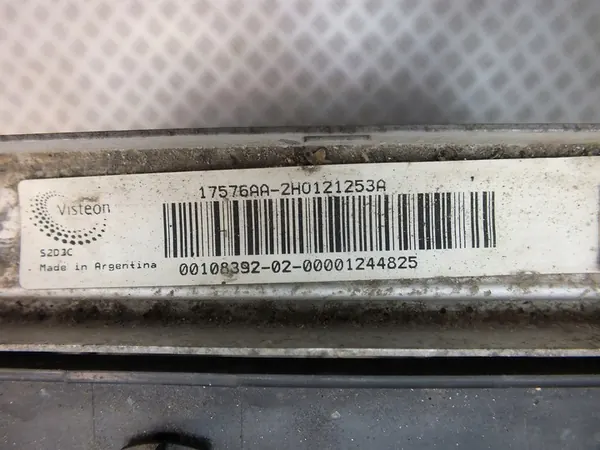 17576AA-2H0121253A
Visteon
S2D3C
Made in Argentina
00108392-02-00001244825